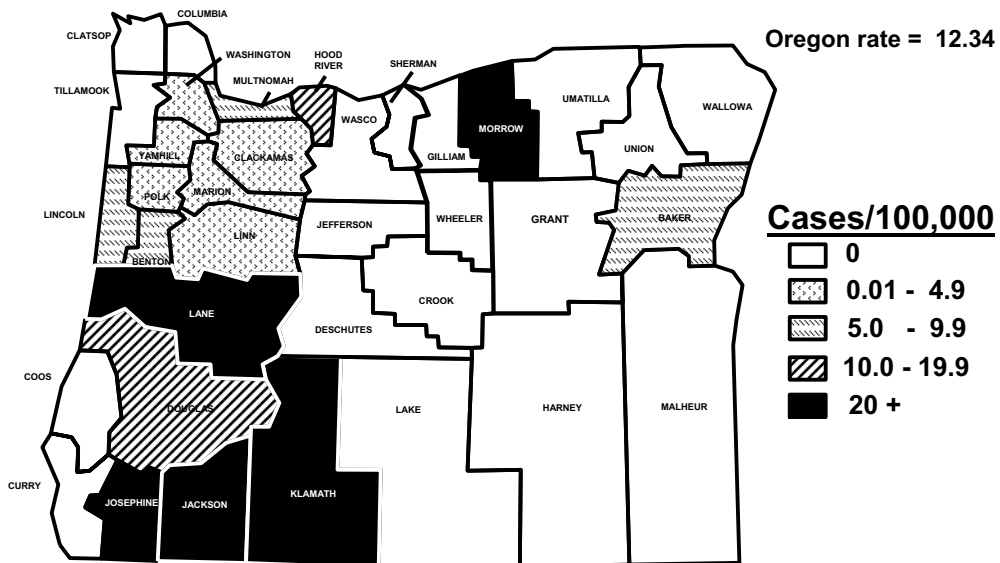 COLUMBIA
CLATSOP
WASHINGTON
HOOD
RIVER
SHERMAN
Oregon rate = 12.34
MULTNOMAH
TILLAMOOK
UMATILLA
WALLOWA
WASCO
MORROW
YAMHILL
CLACKAMAS
GILLIAM
UNION
POLK
MARION
LINCOLN
JEFFERSON
WHEELER
GRANT
BAKER
Cases/100,000
LINN
BENTON
0
0.01 - 4.9
LANE
CROOK
DESCHUTES
5.0 - 9.9
10.0 - 19.9
COOS
DOUGLAS
LAKE
HARNEY
MALHEUR
20 +
CURRY
JOSEPHINE
JACKSON
KLAMATH